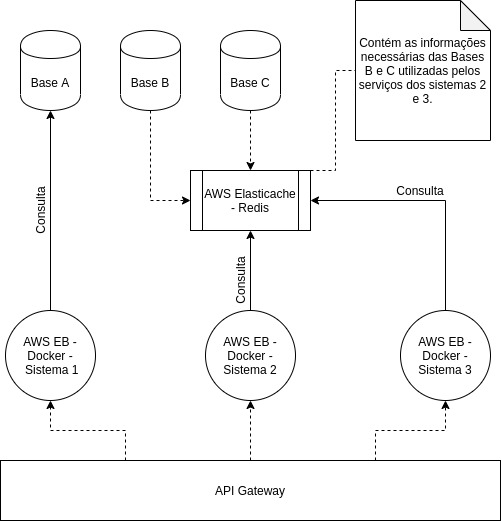 Contém as informações
necessárias das Bases
B e C utilizadas pelos
serviços dos sistemas 2
e 3.
Base A
Base B
Base C
AWS Elasticache
- Redis
Consulta
Consulta
Consulta
AWS EB -
Docker -
Sistema 1
AWS EB -
Docker -
Sistema 2
AWS EB -
Docker -
Sistema 3
API Gateway